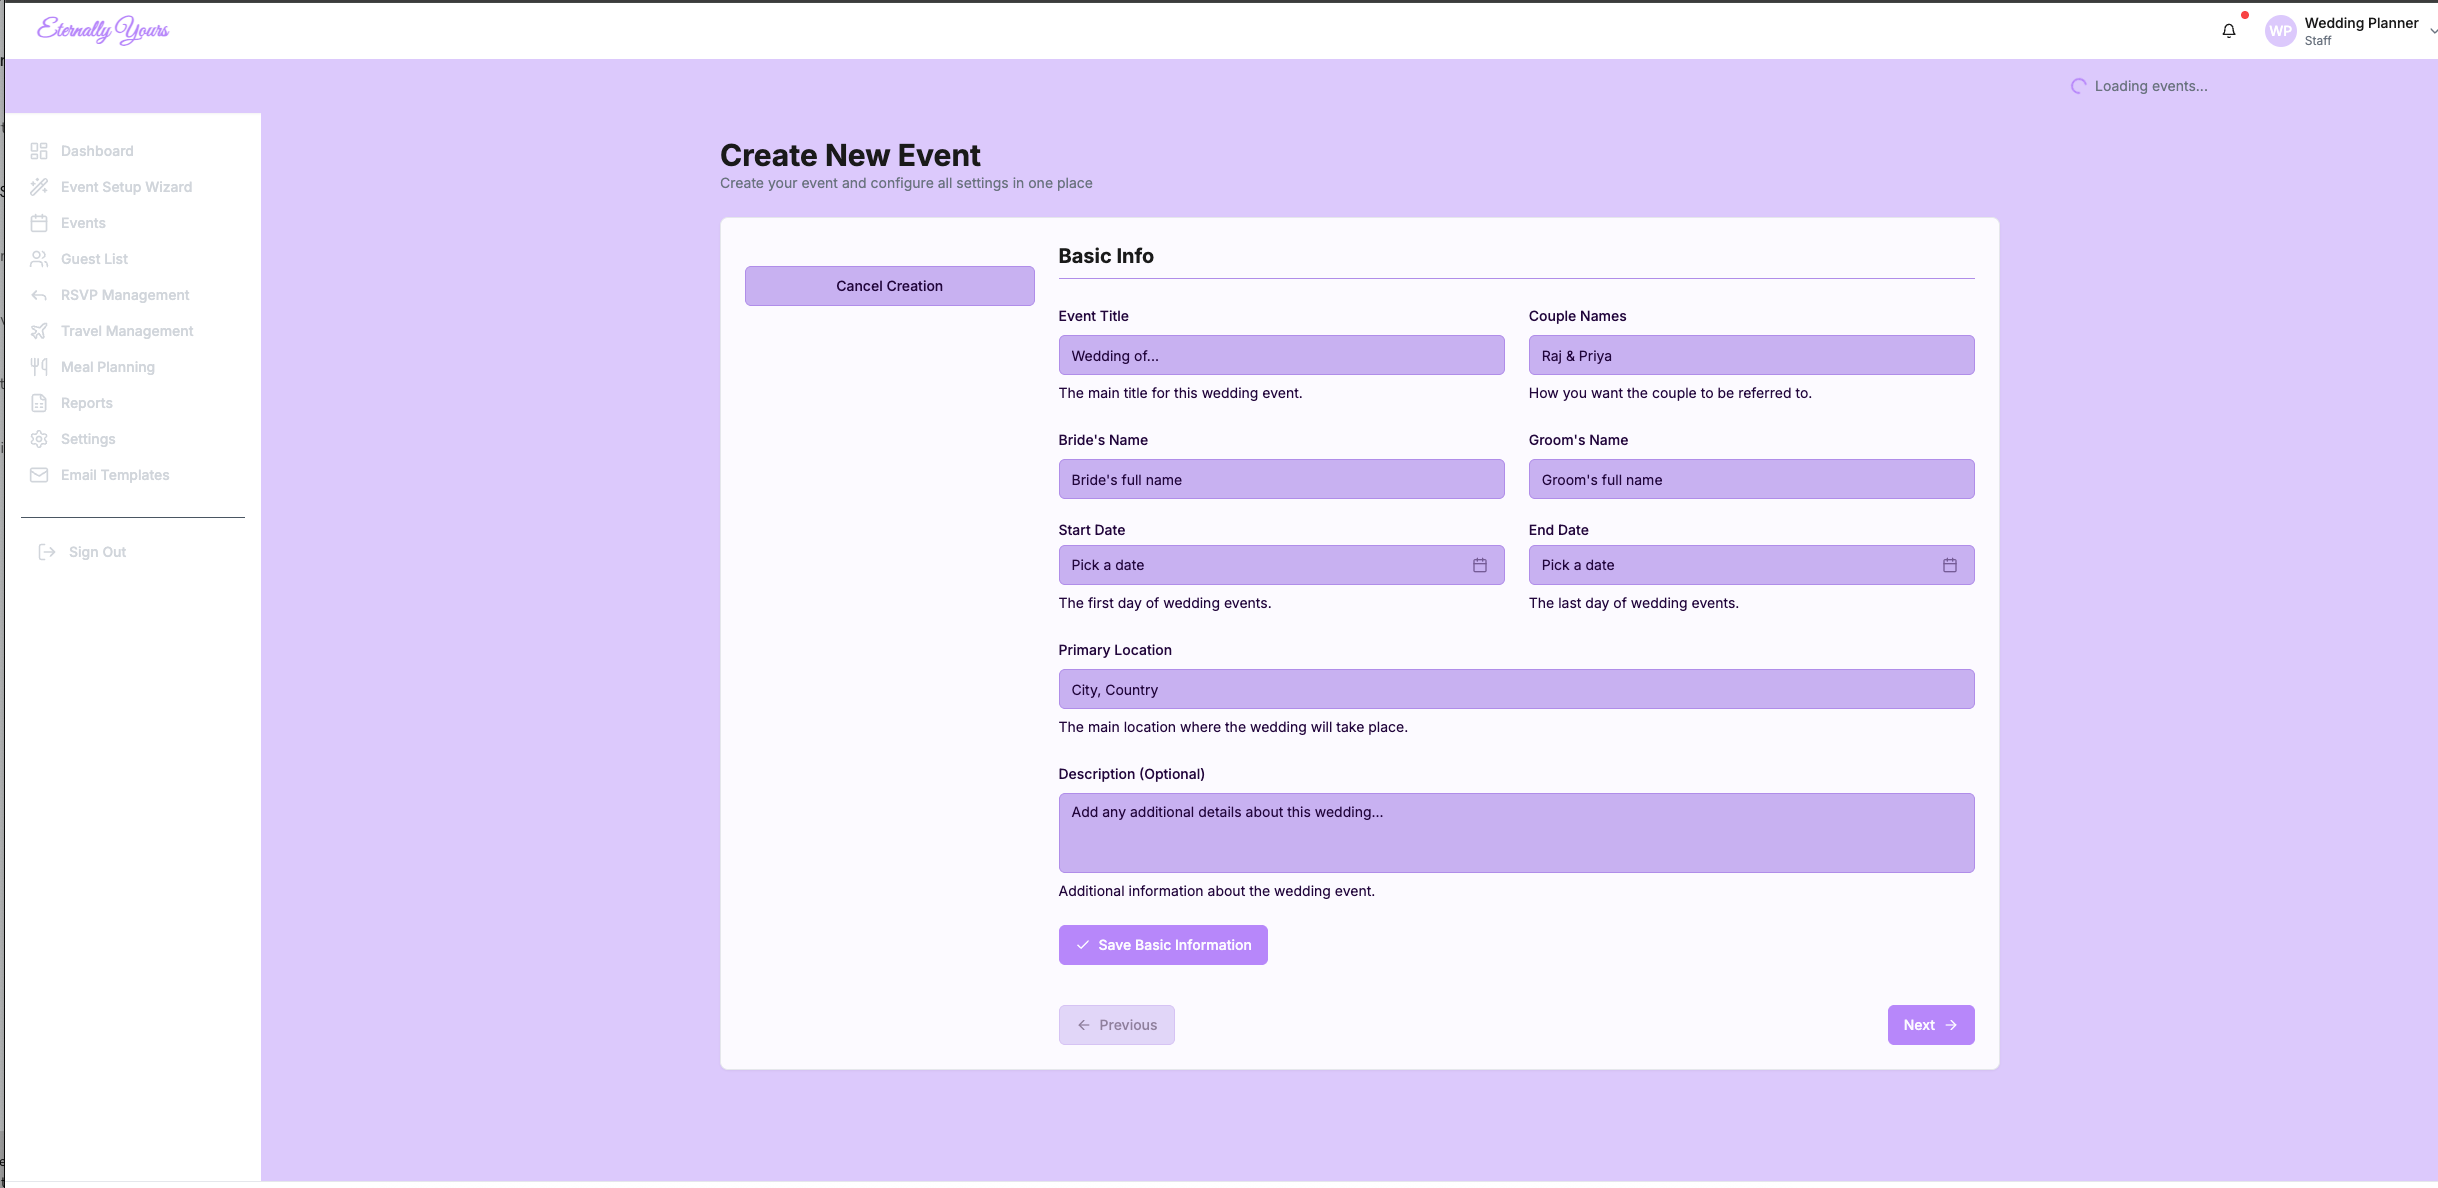 Eternally Yours
WP
Wedding Planner
Staff
Loading events...
Dashboard
Event Setup Wizard
Events
Guest List
RSVP Management
Travel Management
Meal Planning
Reports
Settings
Email Templates
Sign Out
Create New Event
Create your event and configure all settings in one place
Cancel Creation
Basic Info
Event Title
Couple Names
Wedding of...
Raj & Priya
The main title for this wedding event.
How you want the couple to be referred to.
Bride's Name
Groom's Name
Bride's full name
Groom's full name
Start Date
End Date
Pick a date
Pick a date
The first day of wedding events.
The last day of wedding events.
Primary Location
City, Country
The main location where the wedding will take place.
Description (Optional)
Add any additional details about this wedding...
Additional information about the wedding event.
Save Basic Information
Previous
Next